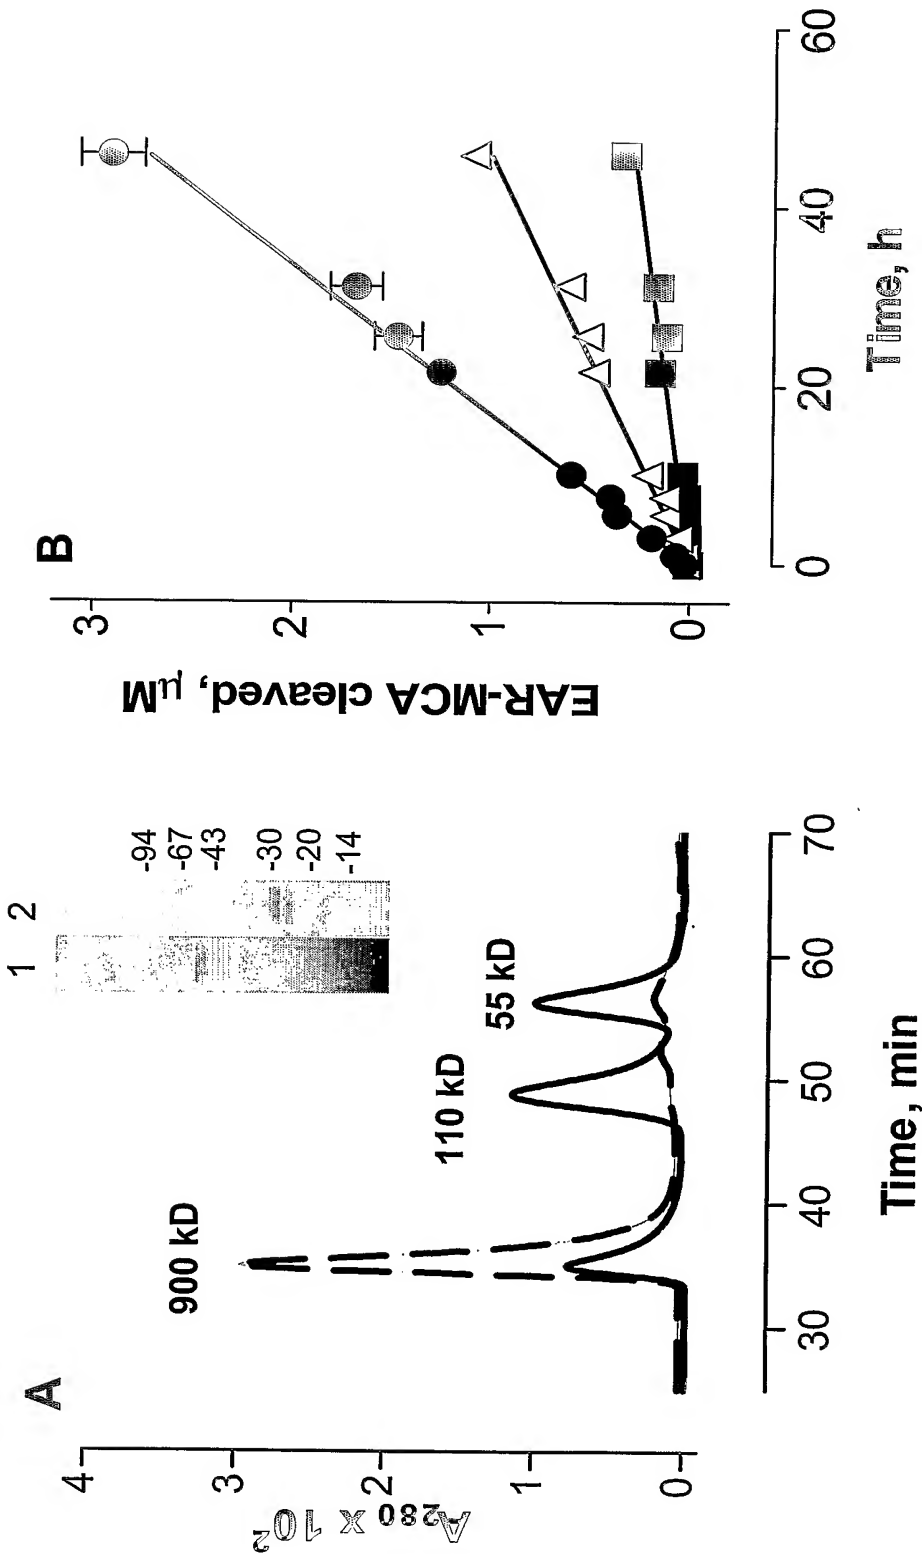 A
1 2
-94
-67
-43
-30
-20
-14
900 kD
110 kD
55 kD
4
3
2
1
0
A280 x 10²
30 40 50 60 70
Time, min
B
3
2
1
0
EAR-MCA cleaved, μM
0 20 40 60
Time, h